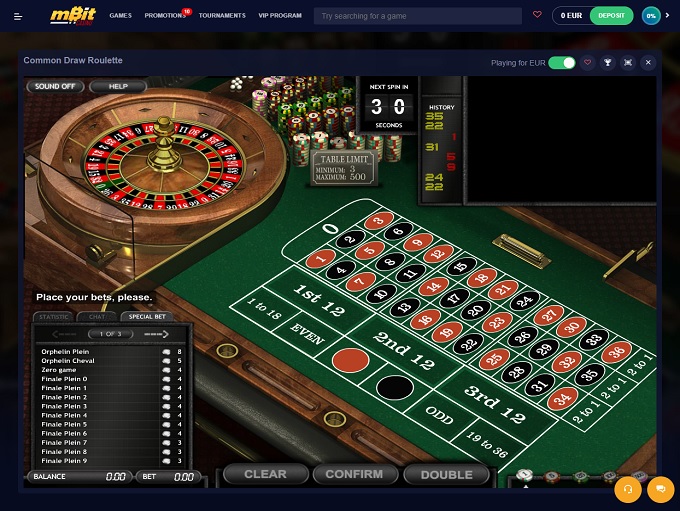 mBit
CASINO
GAMES
PROMOTIONS
10
TOURNAMENTS
VIP PROGRAM
Try searching for a game
0 EUR
DEPOSIT
0%
Common Draw Roulette
Playing for EUR
SOUND OFF
HELP
NEXT SPIN IN
3 0
SECONDS
HISTORY
35
22
1
31
5
9
24
22
TABLE LIMIT
MINIMUM: 3
MAXIMUM: 500
0
3 6 9 12 15 18 21 24 27 30 33 36
2 5 8 11 14 17 20 23 26 29 32 35
1 4 7 10 13 16 19 22 25 28 31 34
2 to 1
2 to 1
2 to 1
1st 12
2nd 12
3rd 12
1 to 18
EVEN
ODD
19 to 36
Place your bets, please.
STATISTIC
CHAT
SPECIAL BET
1 OF 3
Orphelin Plein 8
Orphelin Cheval 5
Zero game 4
Finale Plein 0 4
Finale Plein 1 4
Finale Plein 2 4
Finale Plein 3 4
Finale Plein 4 4
Finale Plein 5 4
Finale Plein 6 4
Finale Plein 7 3
Finale Plein 8 3
Finale Plein 9 3
BALANCE 0.00
BET 0.00
CLEAR
CONFIRM
DOUBLE